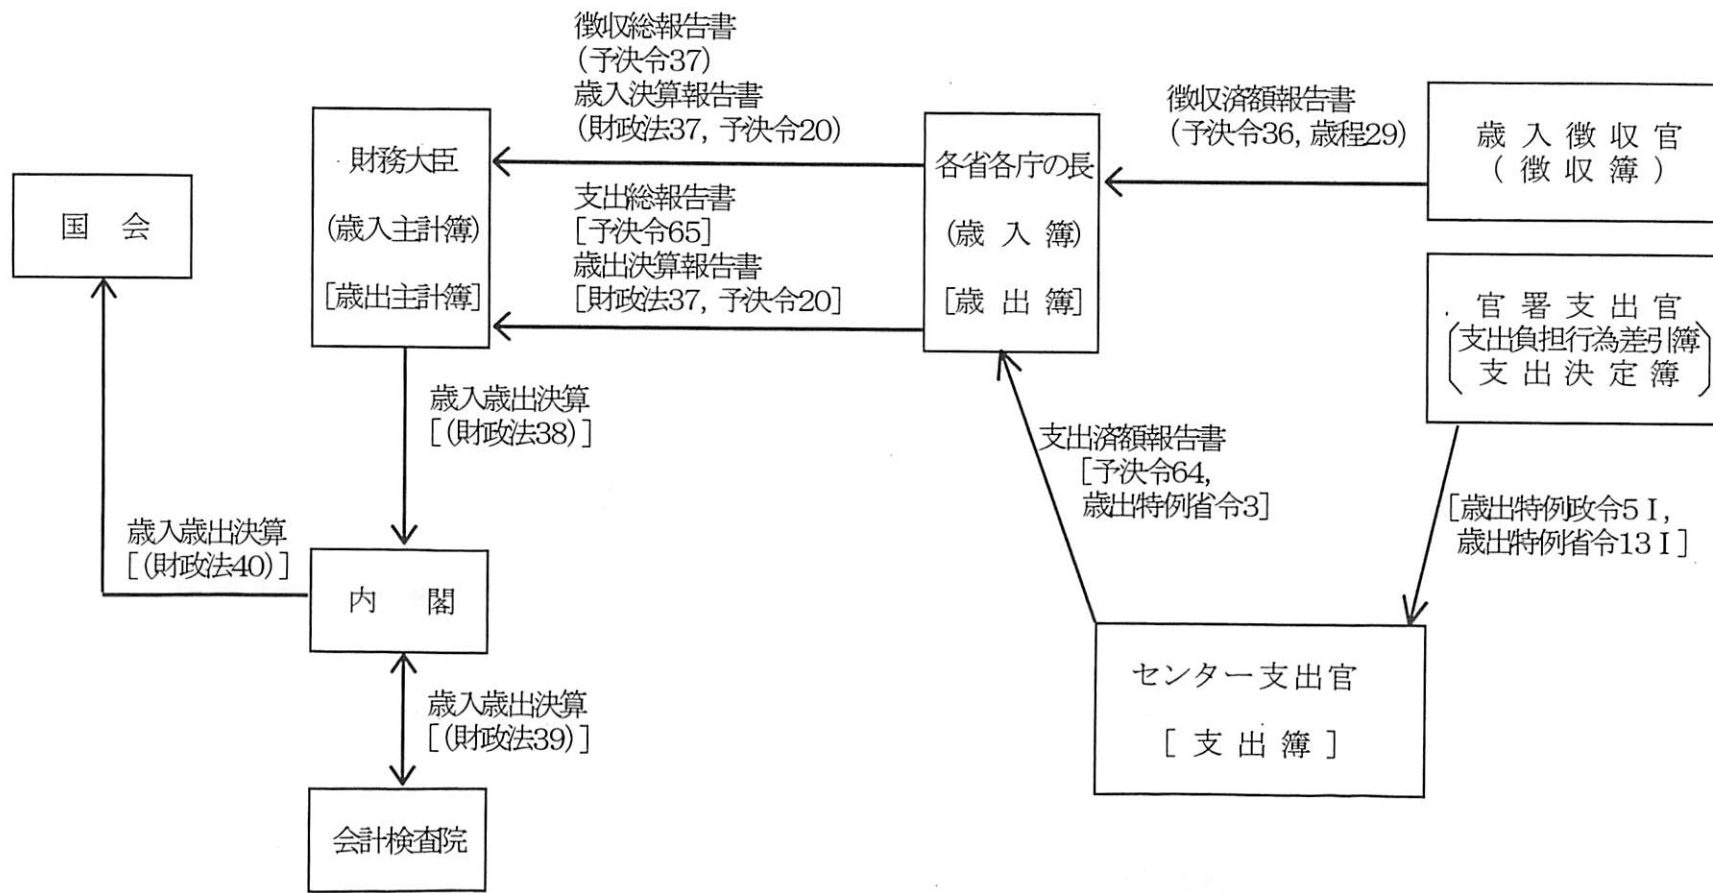 徴収総報告書
(予決令37)
歳入決算報告書
(財政法37, 予決令20)
徴収済額報告書
(予決令36, 歳程29)
歳入徴収官
(徴収簿)
財務大臣
(歳入主計簿)
[歳出主計簿]
各省各庁の長
(歳入簿)
[歳出簿]
国会
支出総報告書
[予決令65]
歳出決算報告書
[財政法37, 予決令20]
官署支出官
(支出負担行為差引簿
支出決定簿)
歳入歳出決算
[(財政法38)]
支出済額報告書
[予決令64,
歳出特例省令3]
[歳出特例政令5Ⅰ,
歳出特例省令13Ⅰ]
歳入歳出決算
[(財政法40)]
内閣
センター支出官
[支出簿]
歳入歳出決算
[(財政法39)]
会計検査院